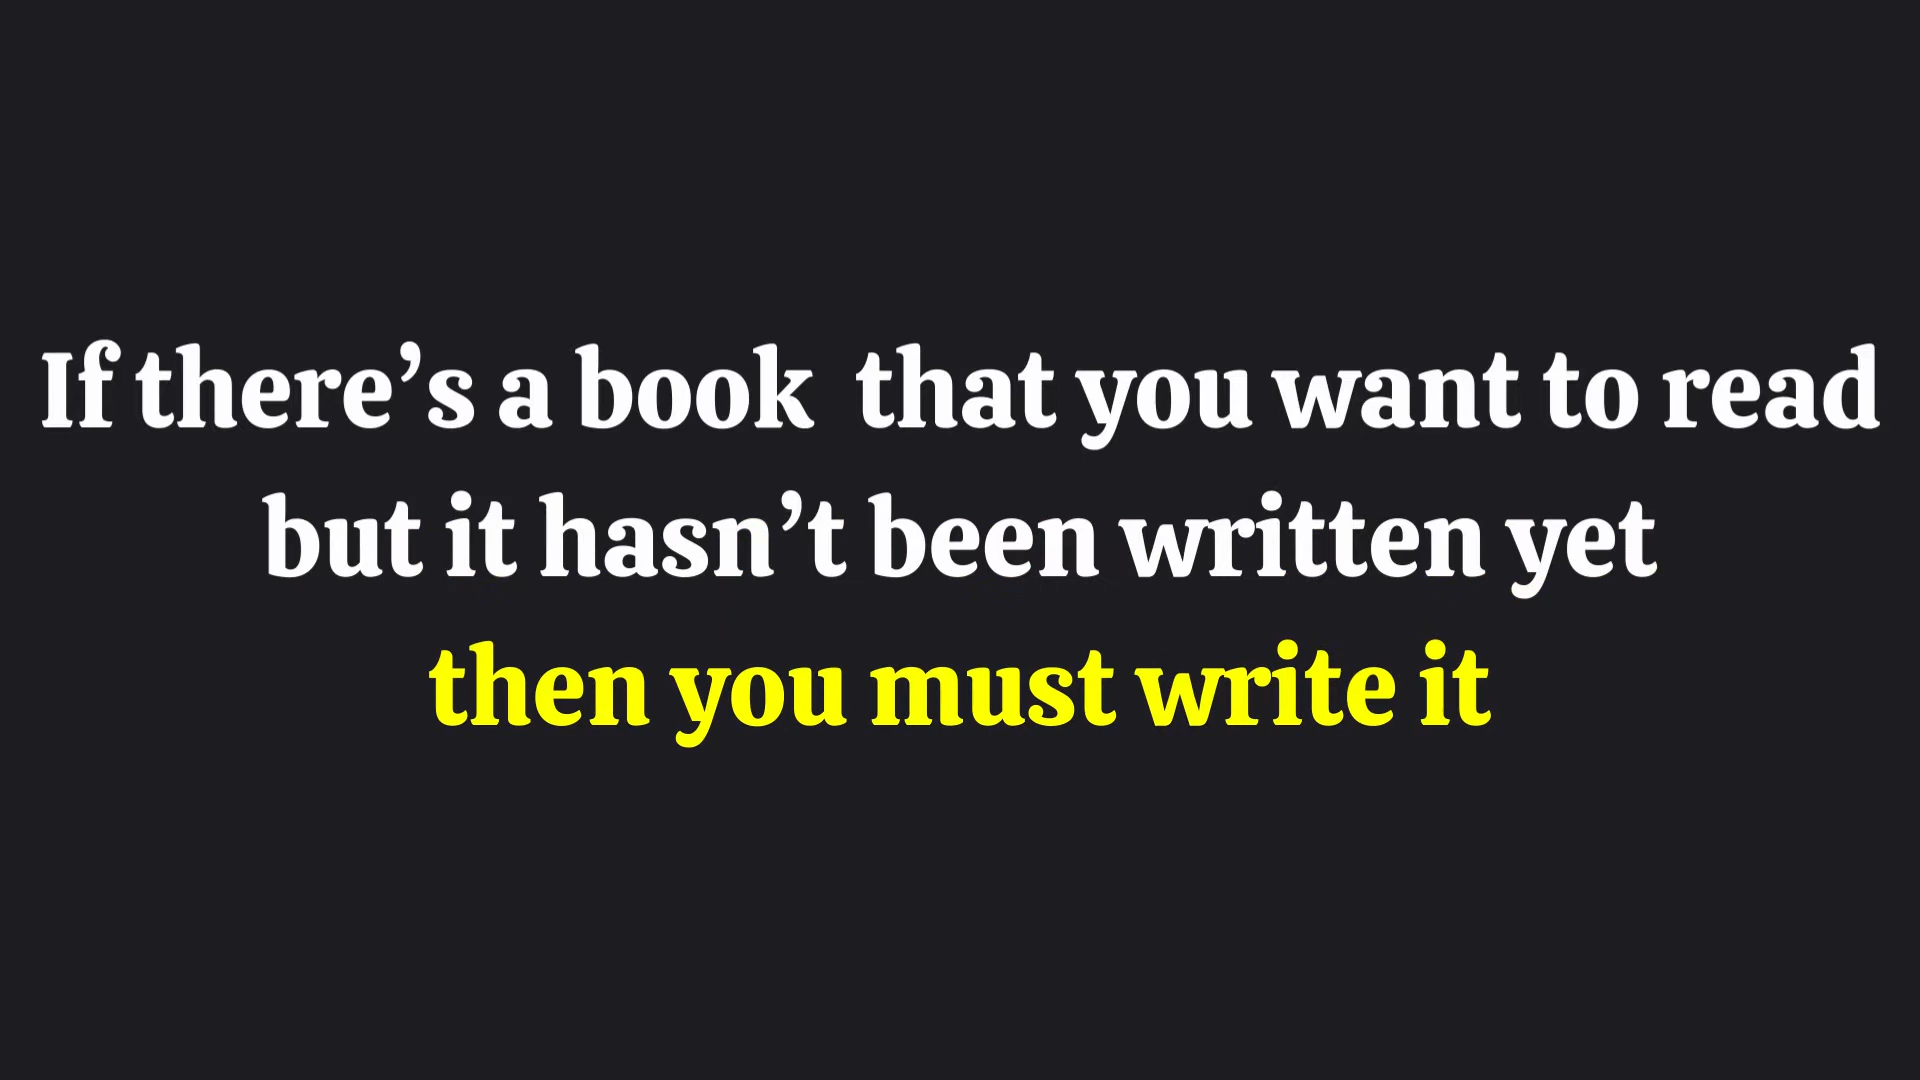 If there’s a book  that you want to read
but it hasn’t been written yet
then you must write it